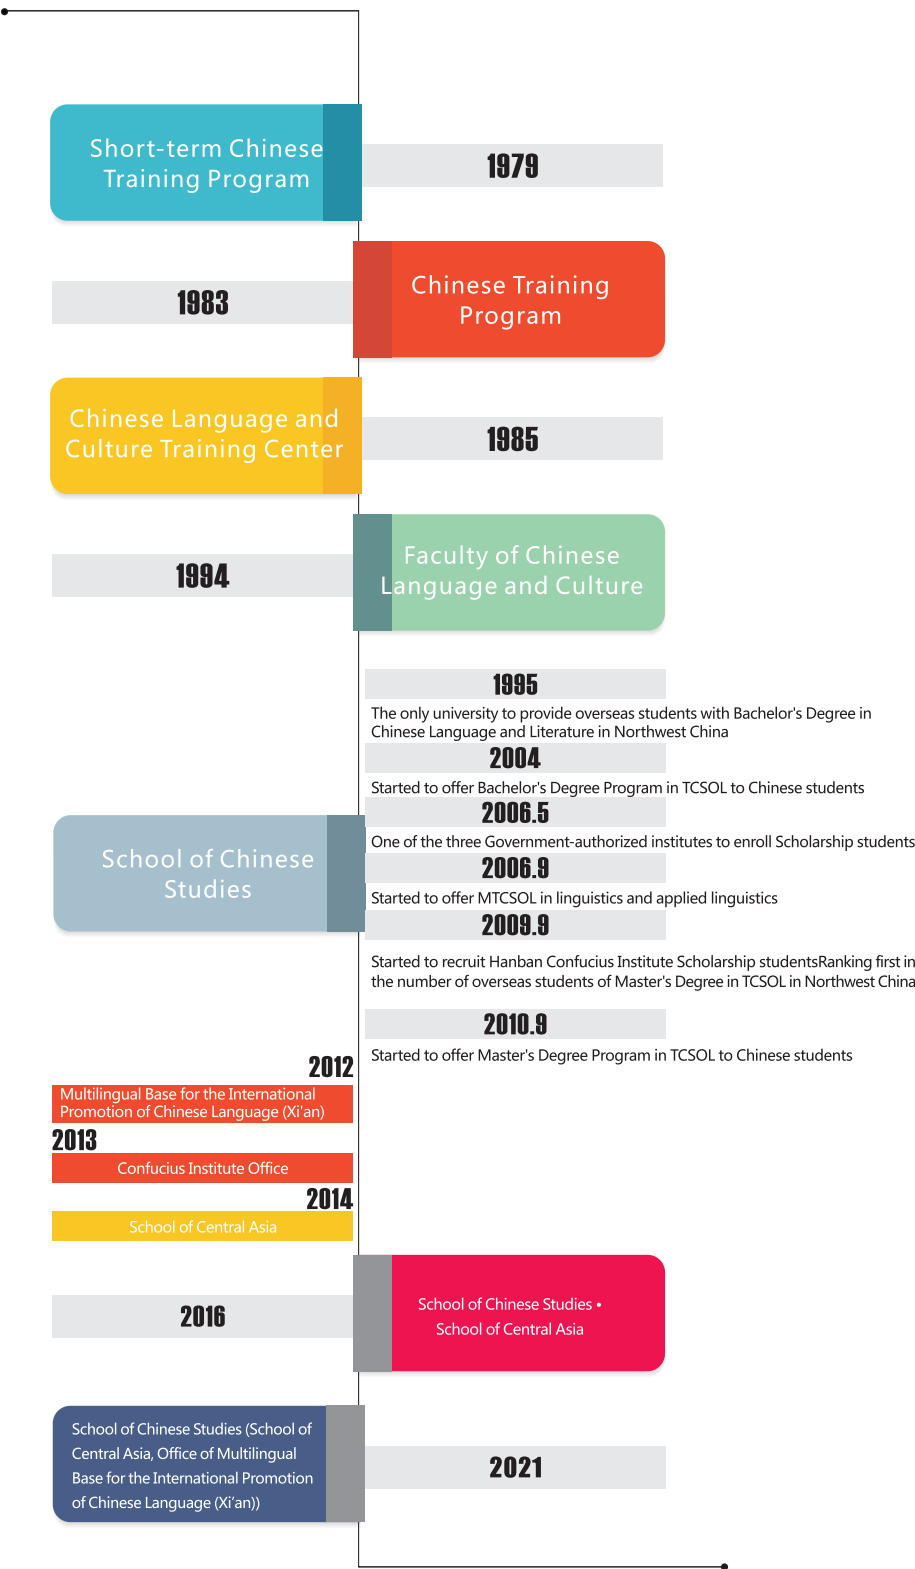 Short-term Chinese
Training Program
1979
1983
Chinese Training
Program
Chinese Language and
Culture Training Center
1985
1994
Faculty of Chinese
Language and Culture
School of Chinese
Studies
1995
The only university to provide overseas students with Bachelor's Degree in
Chinese Language and Literature in Northwest China
2004
Started to offer Bachelor's Degree Program in TCSOL to Chinese students
2006.5
One of the three Government-authorized institutes to enroll Scholarship students
2006.9
Started to offer MTCSOL in linguistics and applied linguistics
2009.9
Started to recruit Hanban Confucius Institute Scholarship studentsRanking first in
the number of overseas students of Master's Degree in TCSOL in Northwest China
2010.9
Started to offer Master's Degree Program in TCSOL to Chinese students
2012
Multilingual Base for the International
Promotion of Chinese Language (Xi'an)
2013
Confucius Institute Office
2014
School of Central Asia
2016
School of Chinese Studies •
School of Central Asia
School of Chinese Studies (School of
Central Asia, Office of Multilingual
Base for the International Promotion
of Chinese Language (Xi’an))
2021